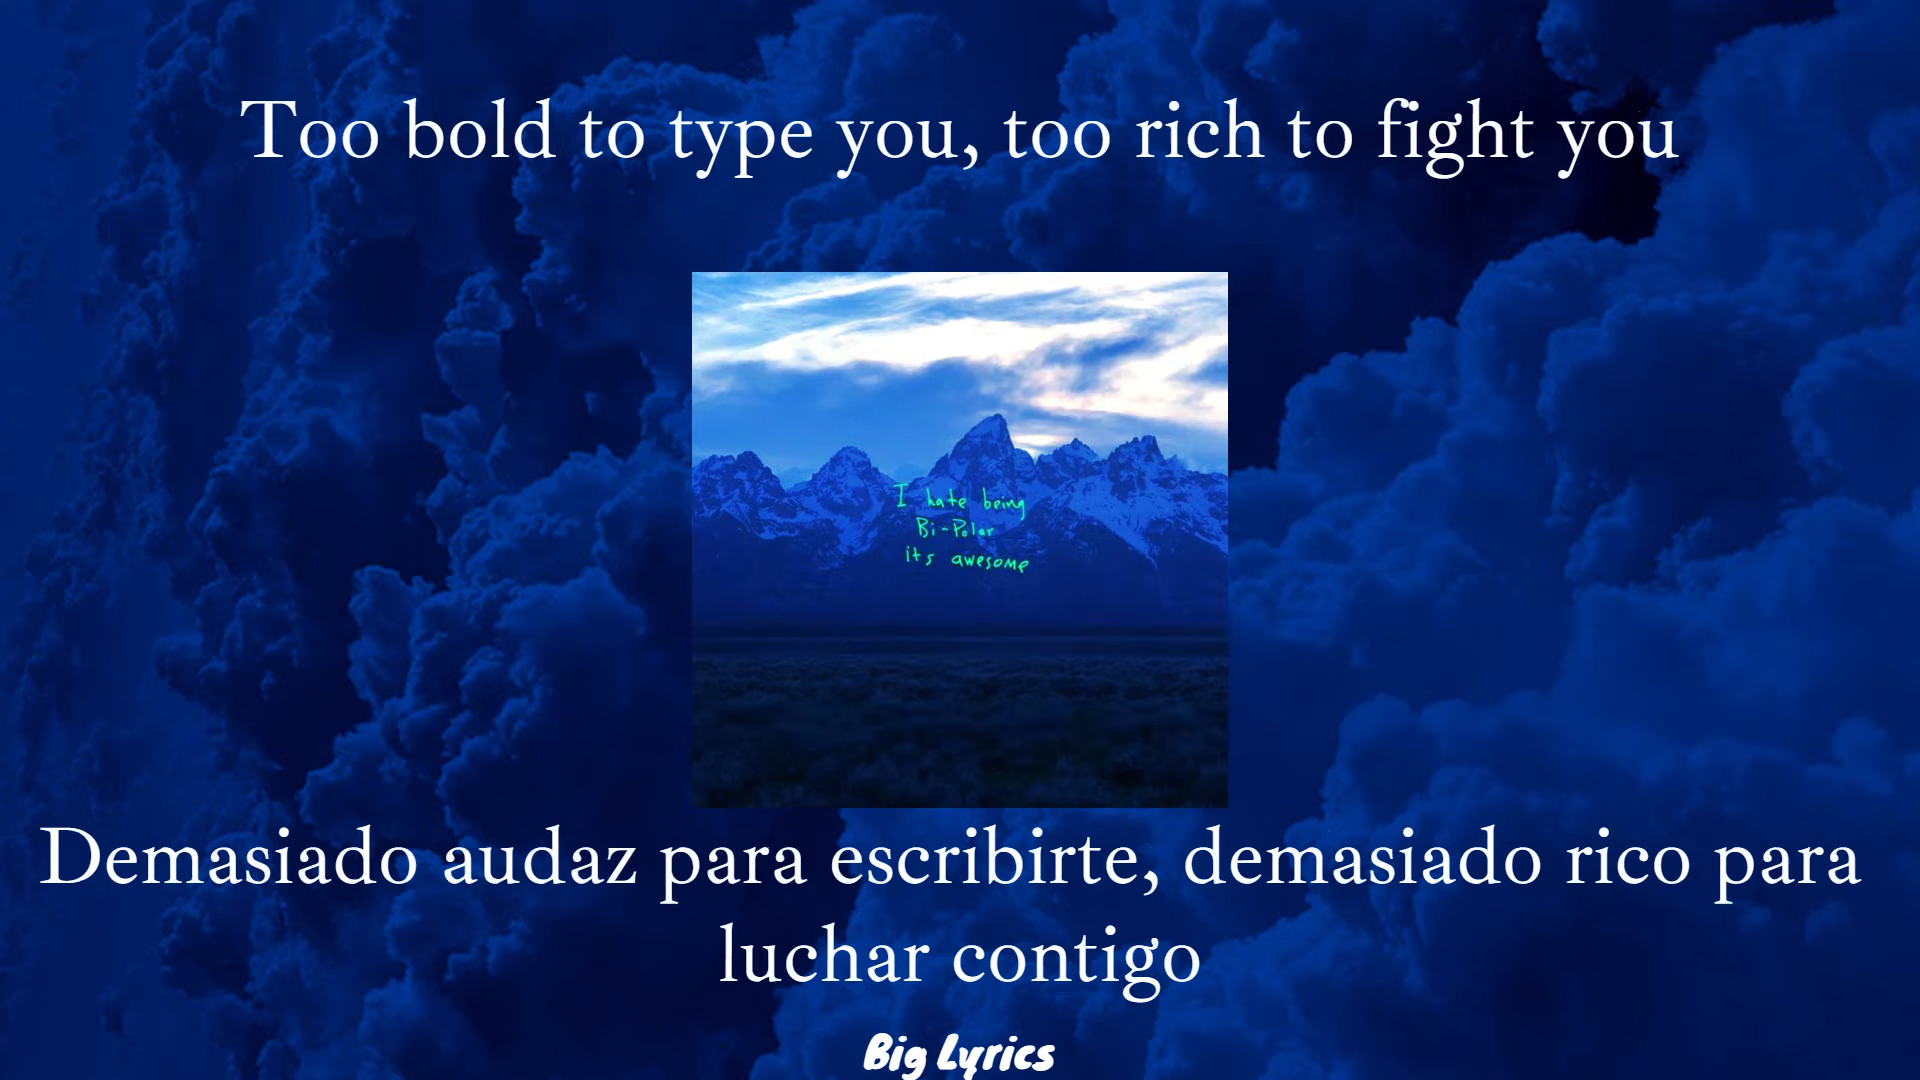 Too bold to type you, too rich to fight you
I hate being
Bi-Polar
its awesome
Demasiado audaz para escribirte, demasiado rico para
luchar contigo
Big Lyrics